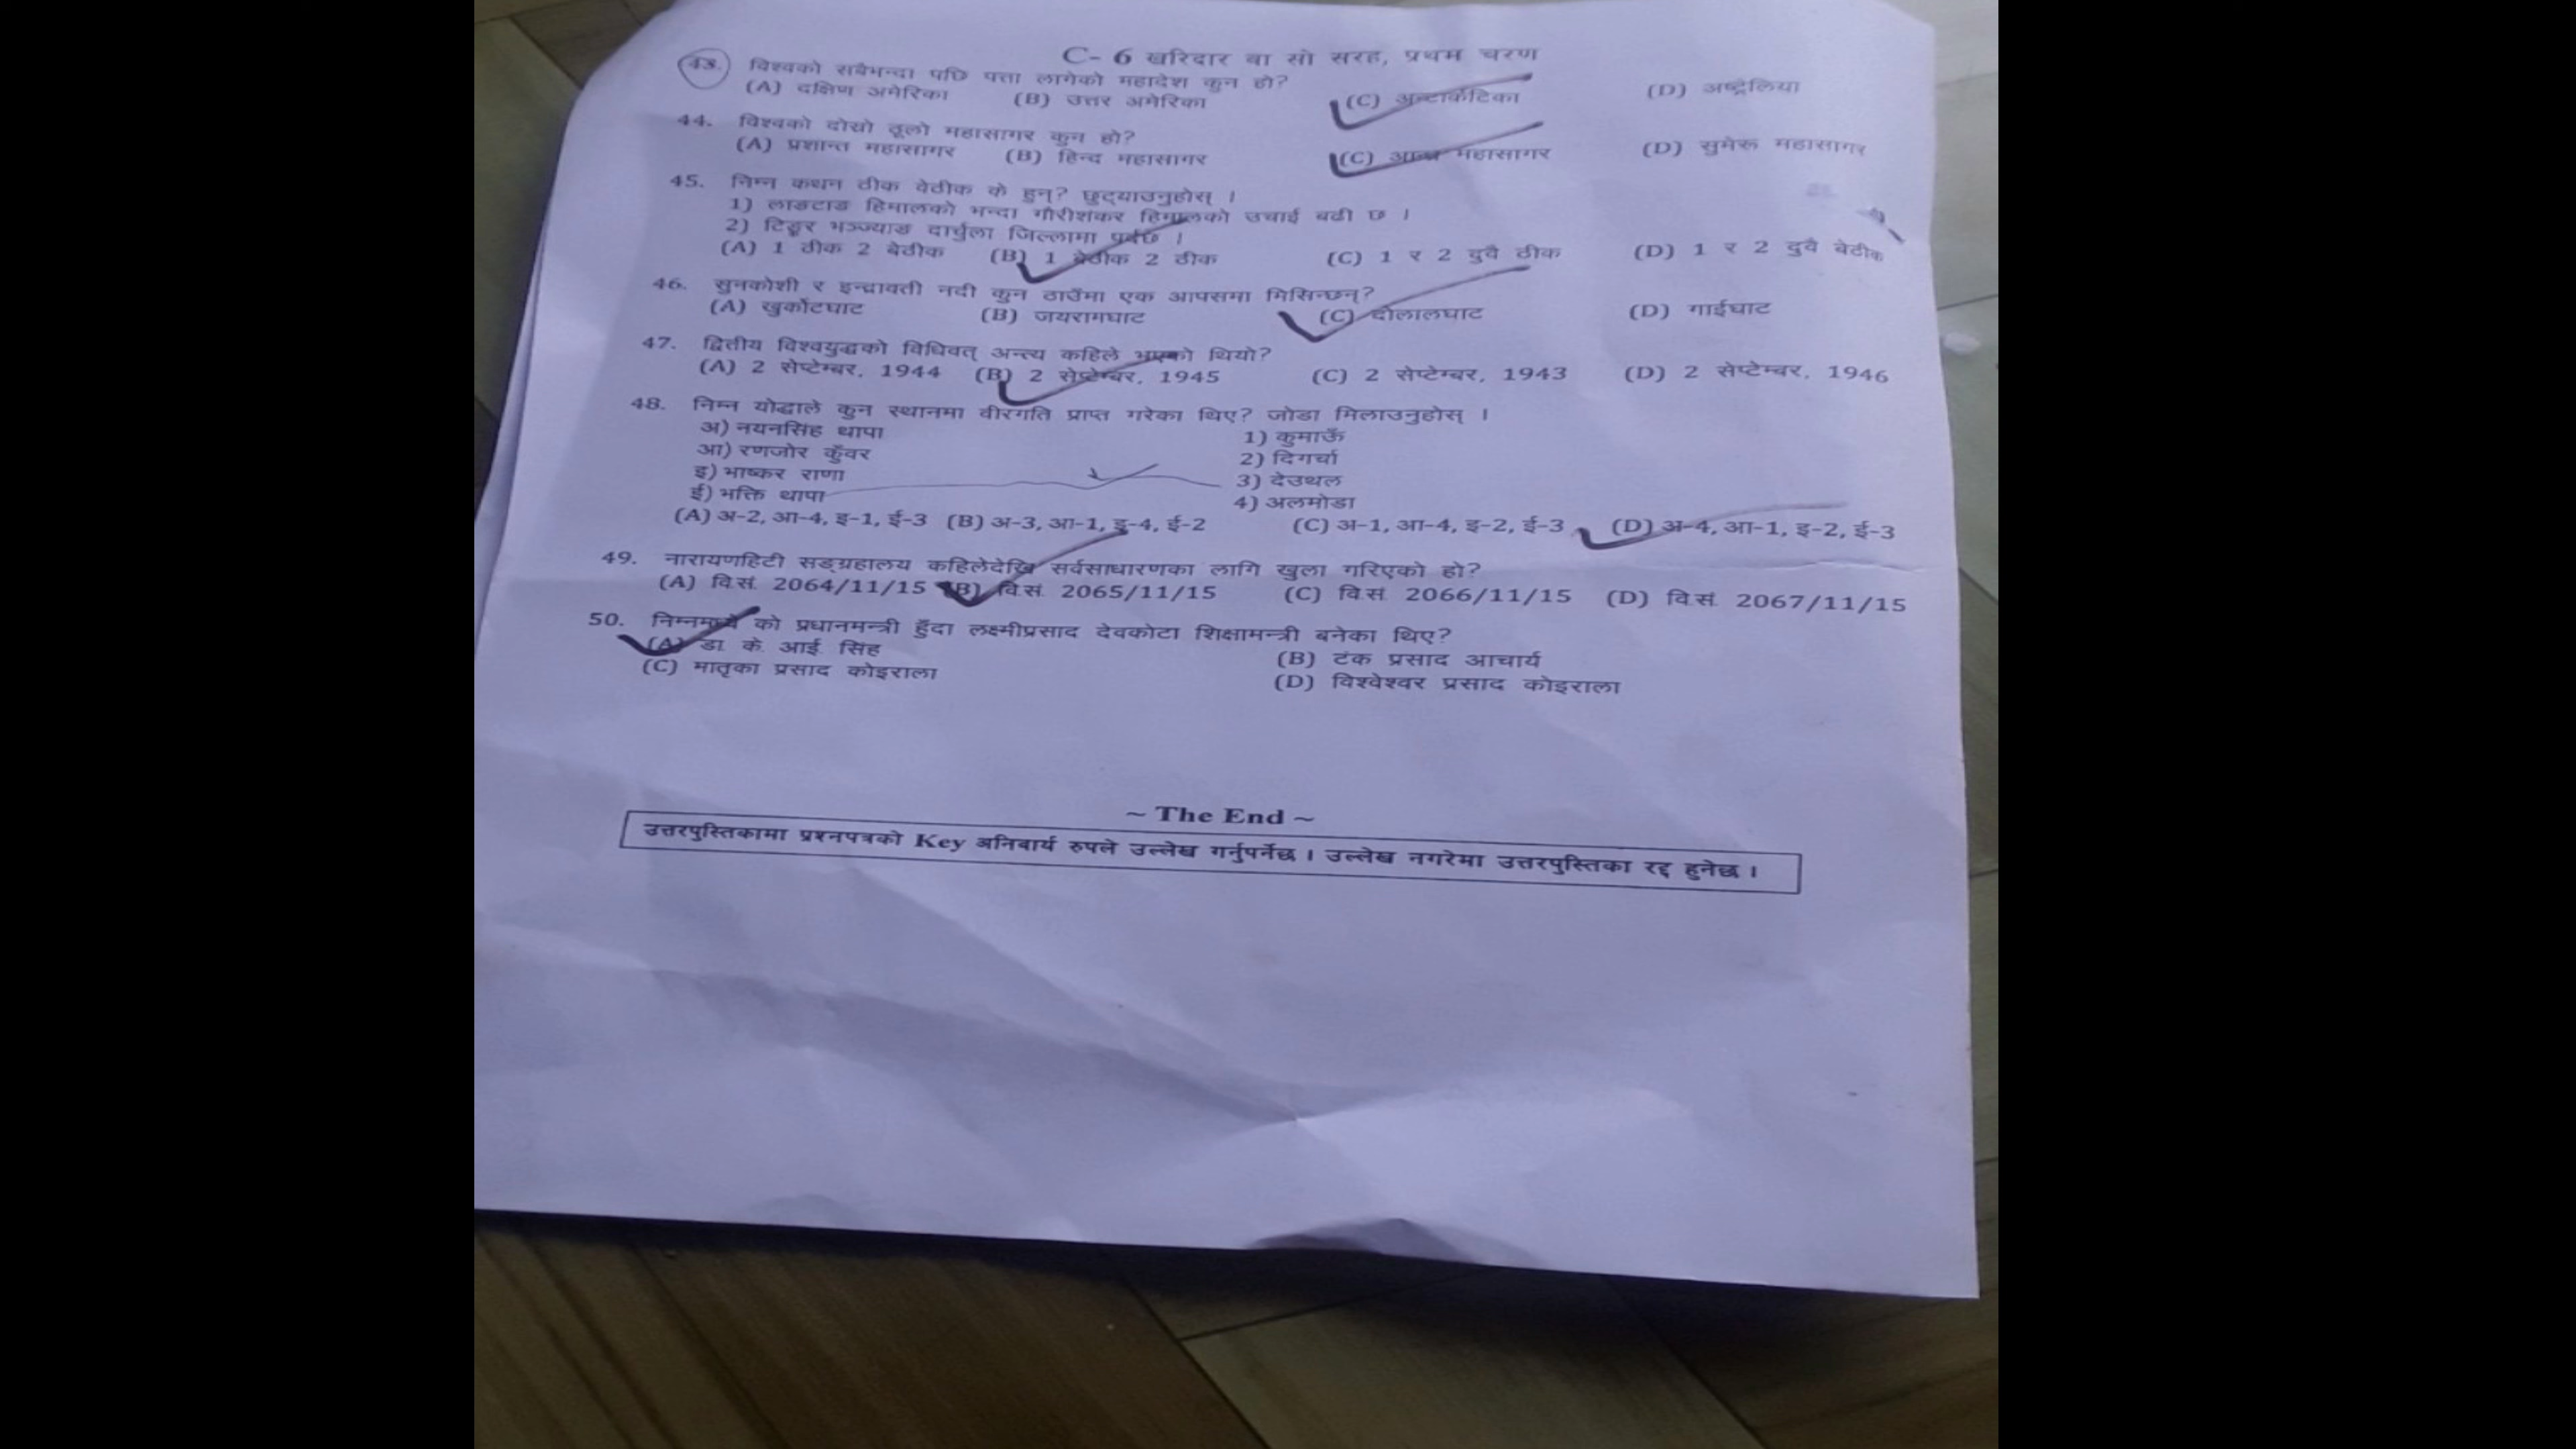 C- 6 खरिदार वा सो सरह, प्रथम चरण
43. विश्वको सबैभन्दा पछि पत्ता लागेको महादेश कुन हो?
(A) दक्षिण अमेरिका (B) उत्तर अमेरिका (C) अन्टार्कटिका (D) अष्ट्रेलिया
44. विश्वको दोस्रो ठूलो महासागर कुन हो?
(A) प्रशान्त महासागर (B) हिन्द महासागर (C) आन्ध्र महासागर (D) सुमेरू महासागर
45. निम्न कथन ठीक वेठीक के हुन्? छुट्याउनुहोस् ।
1) लाङटाङ हिमालको भन्दा गौरीशंकर हिमालको उचाई बढी छ ।
2) टिङ्कर भञ्ज्याङ दार्चुला जिल्लामा पर्दछ ।
(A) 1 ठीक 2 बेठीक (B) 1 बेठीक 2 ठीक (C) 1 र 2 दुवै ठीक (D) 1 र 2 दुवै बेठीक
46. सुनकोशी र इन्द्रावती नदी कुन ठाउँमा एक आपसमा मिसिन्छन्?
(A) खुर्कोटघाट (B) जयरामघाट (C) दोलालघाट (D) गाईघाट
47. द्वितीय विश्वयुद्धको विधिवत् अन्त्य कहिले भएको थियो?
(A) 2 सेप्टेम्बर, 1944 (B) 2 सेप्टेम्बर, 1945 (C) 2 सेप्टेम्बर, 1943 (D) 2 सेप्टेम्बर, 1946
48. निम्न योद्धाले कुन स्थानमा वीरगति प्राप्त गरेका थिए? जोडा मिलाउनुहोस् ।
अ) नयनसिंह थापा 1) कुमाऊँ
आ) रणजोर कुँवर 2) दिगर्चा
इ) भाष्कर राणा 3) देउथल
ई) भक्ति थापा 4) अलमोडा
(A) अ-2, आ-4, इ-1, ई-3 (B) अ-3, आ-1, इ-4, ई-2 (C) अ-1, आ-4, इ-2, ई-3 (D) अ-4, आ-1, इ-2, ई-3
49. नारायणहिटी सङ्ग्रहालय कहिलेदेखि सर्वसाधारणका लागि खुला गरिएको हो?
(A) वि.सं. 2064/11/15 (B) वि.सं. 2065/11/15 (C) वि.सं. 2066/11/15 (D) वि.सं. 2067/11/15
50. निम्नमध्ये को प्रधानमन्त्री हुँदा लक्ष्मीप्रसाद देवकोटा शिक्षामन्त्री बनेका थिए?
(A) डा. के. आई. सिंह (B) टंक प्रसाद आचार्य
(C) मातृका प्रसाद कोइराला (D) विश्वेश्वर प्रसाद कोइराला
~ The End ~
उत्तरपुस्तिकामा प्रश्नपत्रको Key अनिवार्य रुपले उल्लेख गर्नुपर्नेछ । उल्लेख नगरेमा उत्तरपुस्तिका रद्द हुनेछ ।